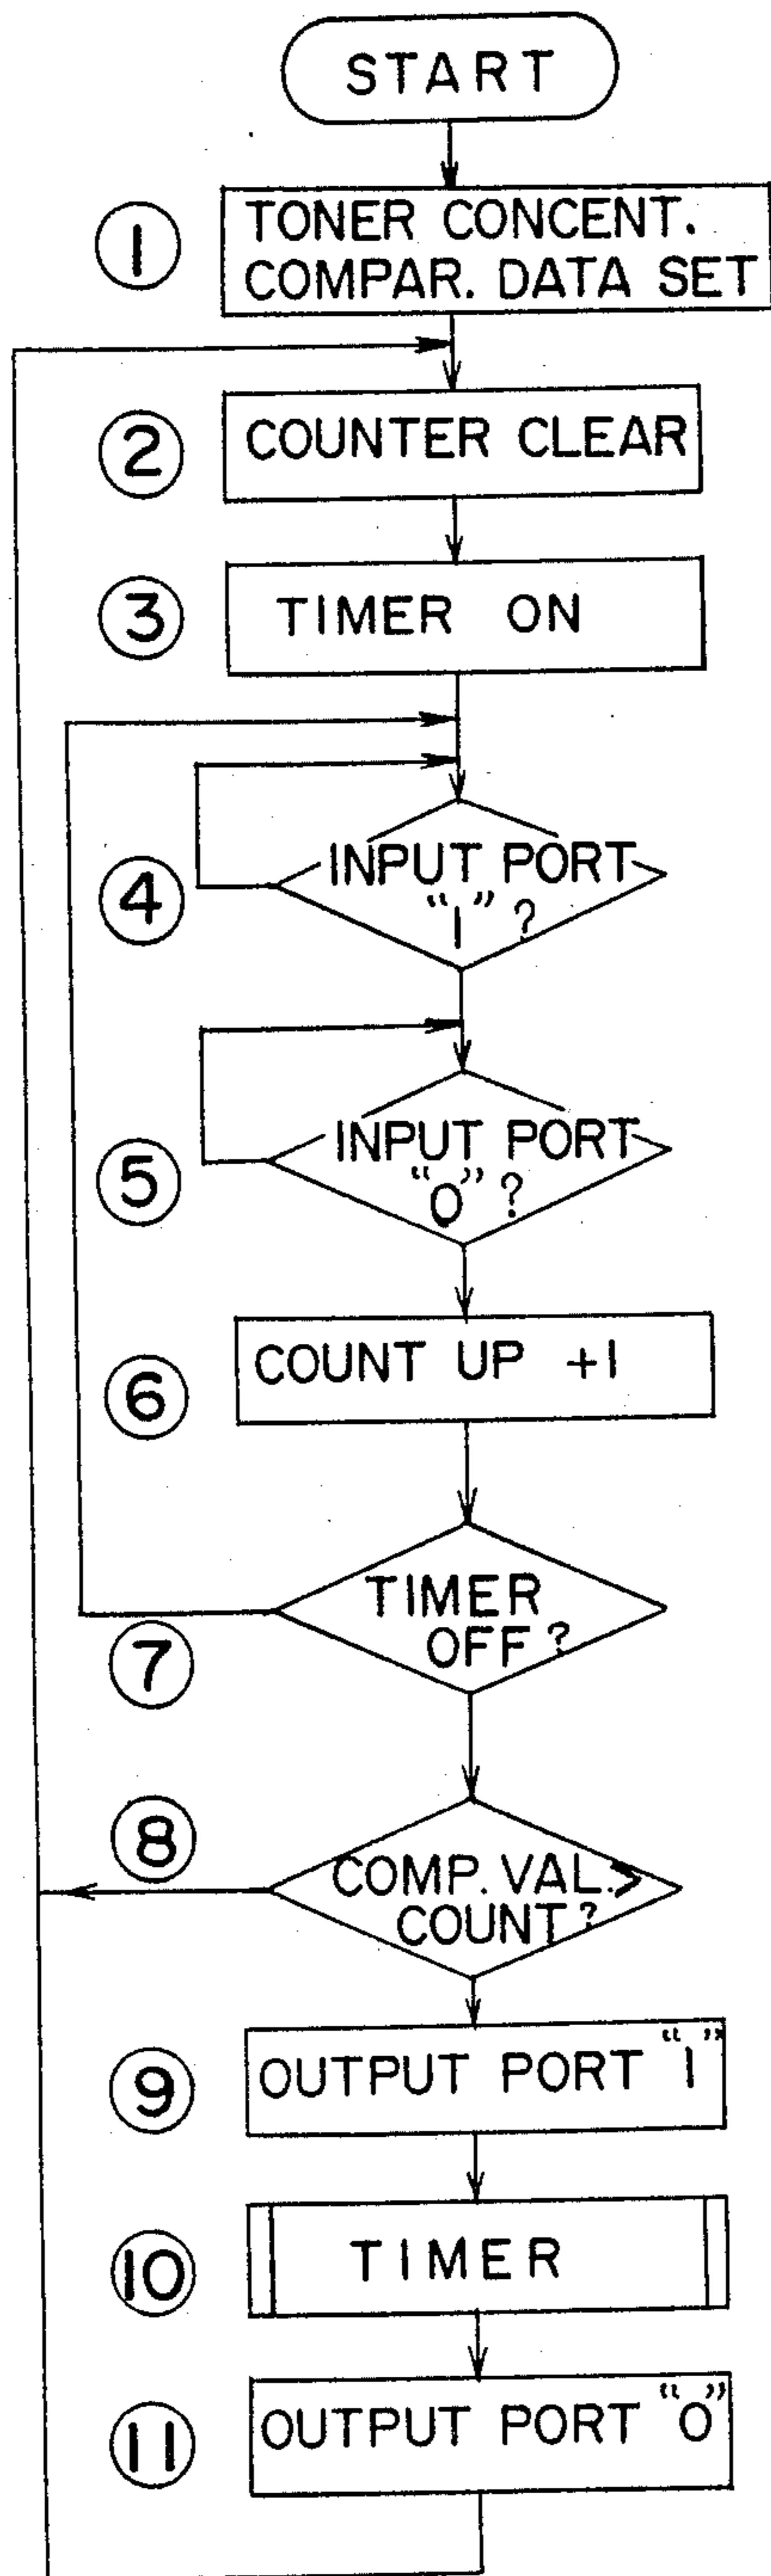 START
① TONER CONCENT.
COMPAR. DATA SET
② COUNTER CLEAR
③ TIMER ON
④ INPUT PORT
"1" ?
⑤ INPUT PORT
"0" ?
⑥ COUNT UP +1
TIMER
OFF ?
⑦
⑧ COMP. VAL. >
COUNT ?
⑨ OUTPUT PORT "1"
⑩ TIMER
⑪ OUTPUT PORT "0"